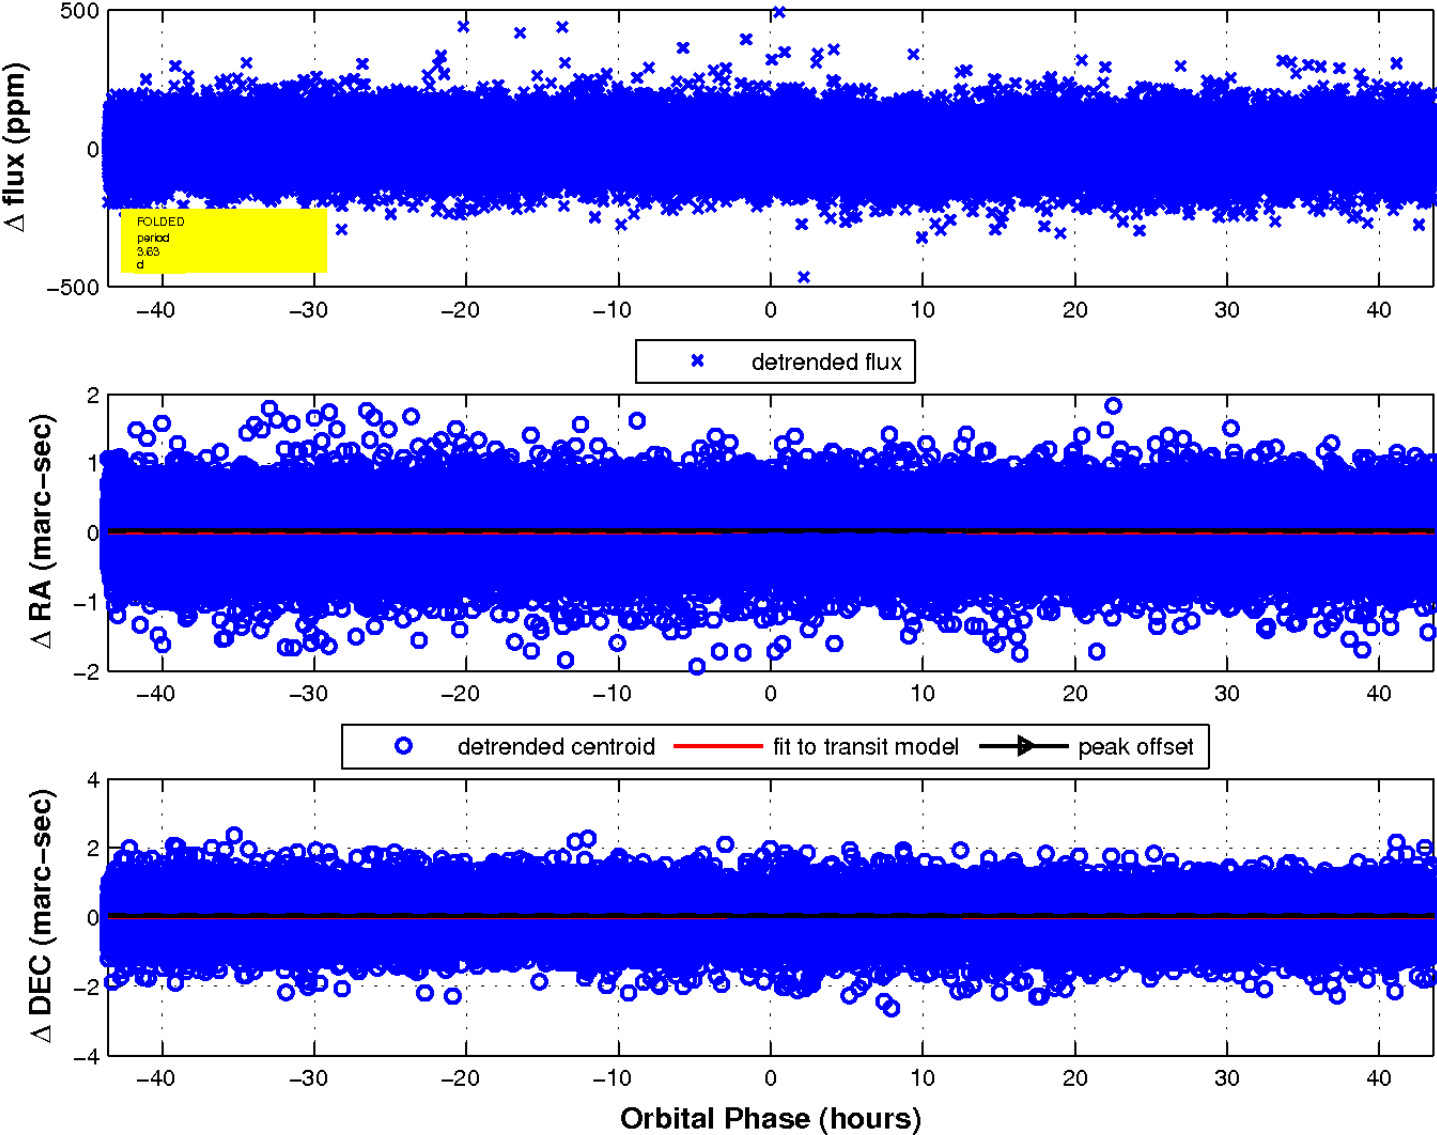 500
0
−500
Δ flux (ppm)
FOLDED
period
3.63
d
−40 −30 −20 −10 0 10 20 30 40
detrended flux
2
1
0
−1
−2
Δ RA (marc−sec)
−40 −30 −20 −10 0 10 20 30 40
detrended centroid fit to transit model peak offset
4
2
0
−2
−4
Δ DEC (marc−sec)
−40 −30 −20 −10 0 10 20 30 40
Orbital Phase (hours)